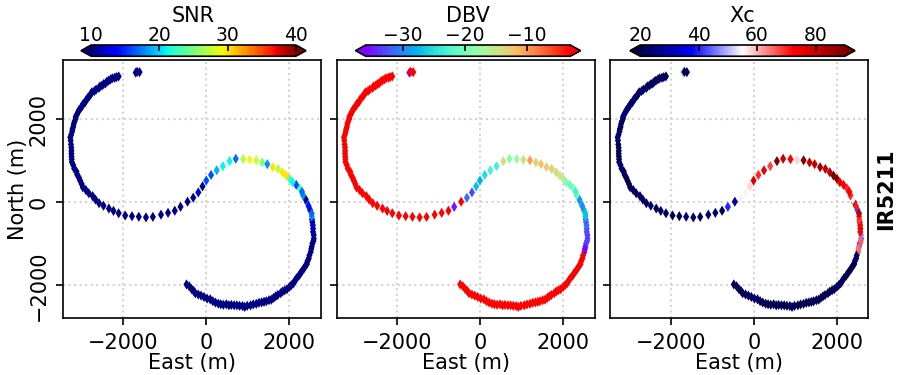 SNR
10 20 30 40
DBV
−30 −20 −10
Xc
20 40 60 80
North (m)
2000
0
−2000
−2000 0 2000
East (m)
−2000 0 2000
East (m)
−2000 0 2000
East (m)
IR5211